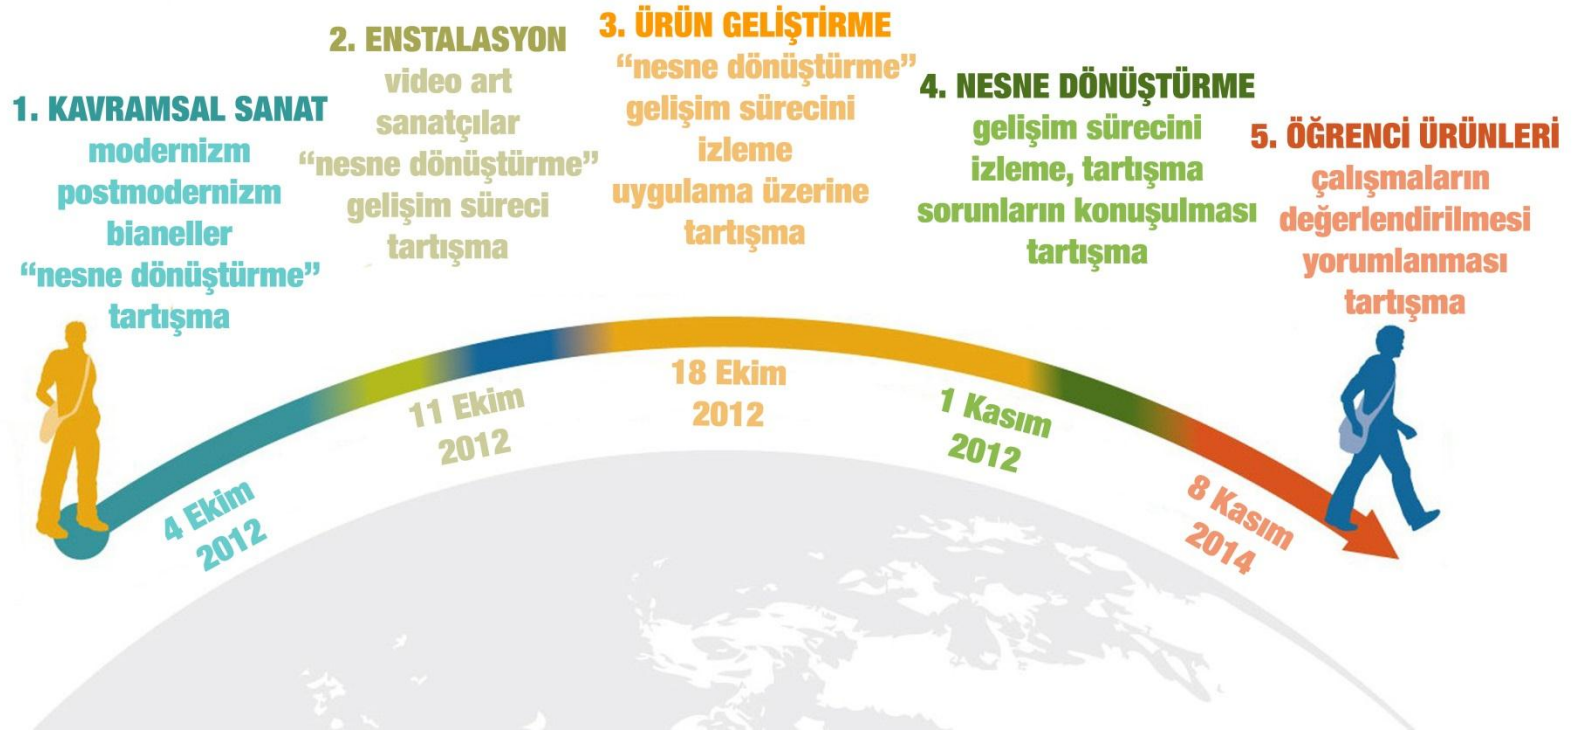 1. KAVRAMSAL SANAT
modernizm
postmodernizm
bianeller
“nesne dönüştürme”
tartışma
2. ENSTALASYON
video art
sanatçılar
“nesne dönüştürme”
gelişim süreci
tartışma
3. ÜRÜN GELİŞTİRME
“nesne dönüştürme”
gelişim sürecini
izleme
uygulama üzerine
tartışma
4. NESNE DÖNÜŞTÜRME
gelişim sürecini
izleme, tartışma
sorunların konuşulması
tartışma
5. ÖĞRENCİ ÜRÜNLERİ
çalışmaların
değerlendirilmesi
yorumlanması
tartışma
4 Ekim
2012
11 Ekim
2012
18 Ekim
2012
1 Kasım
2012
8 Kasım
2014